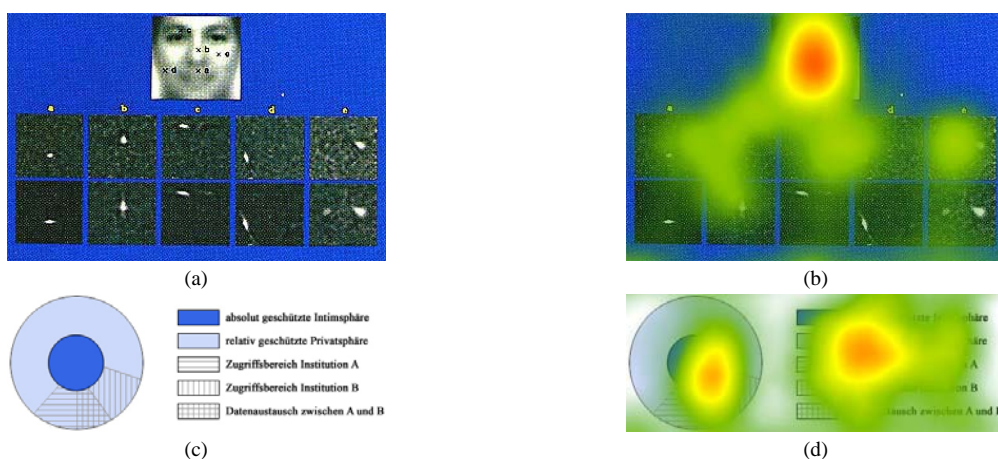 c
b
e
d
a
a
b
c
d
e
a
d
e
(a)
(b)
absolut geschützte Intimsphäre
relativ geschützte Privatsphäre
Zugriffsbereich Institution A
Zugriffsbereich Institution B
Datenaustausch zwischen A und B
(c)
(d)